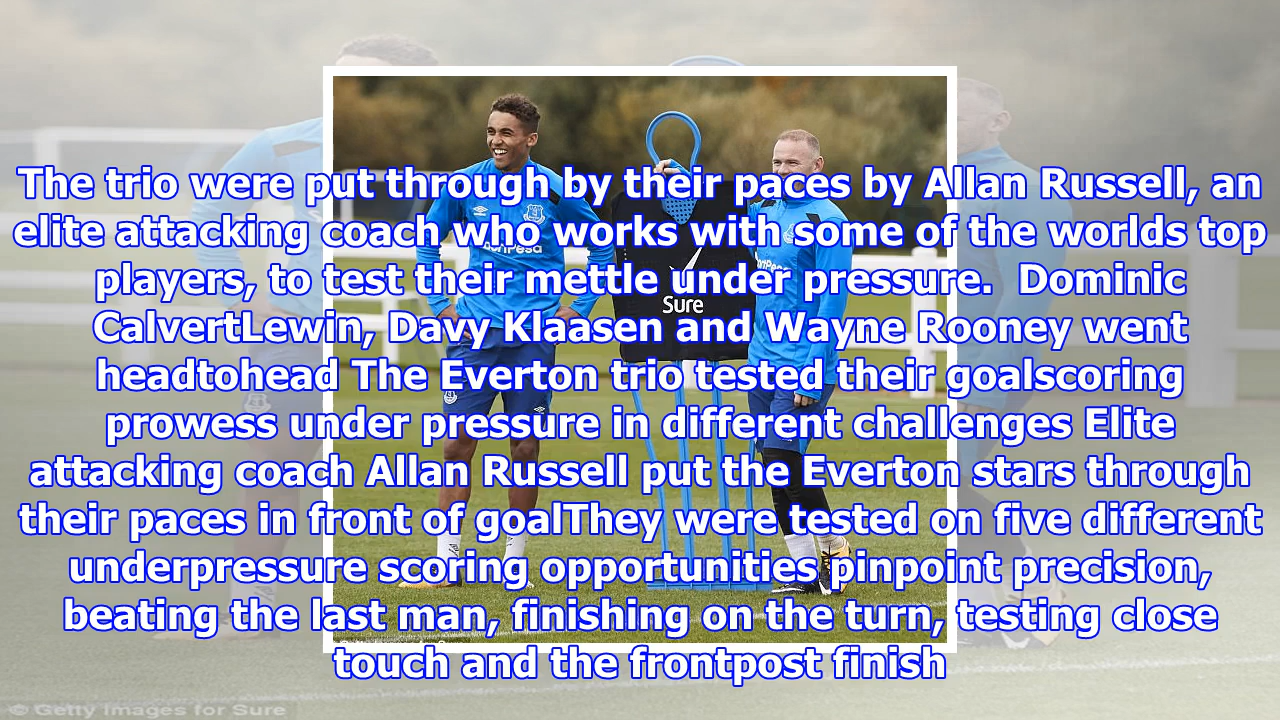 The trio were put through by their paces by Allan Russell, an
elite attacking coach who works with some of the worlds top
players, to test their mettle under pressure.  Dominic
CalvertLewin, Davy Klaasen and Wayne Rooney went
headtohead The Everton trio tested their goalscoring
prowess under pressure in different challenges Elite
attacking coach Allan Russell put the Everton stars through
their paces in front of goalThey were tested on five different
underpressure scoring opportunities pinpoint precision,
beating the last man, finishing on the turn, testing close
touch and the frontpost finish
Sure
© Getty Images for Sure